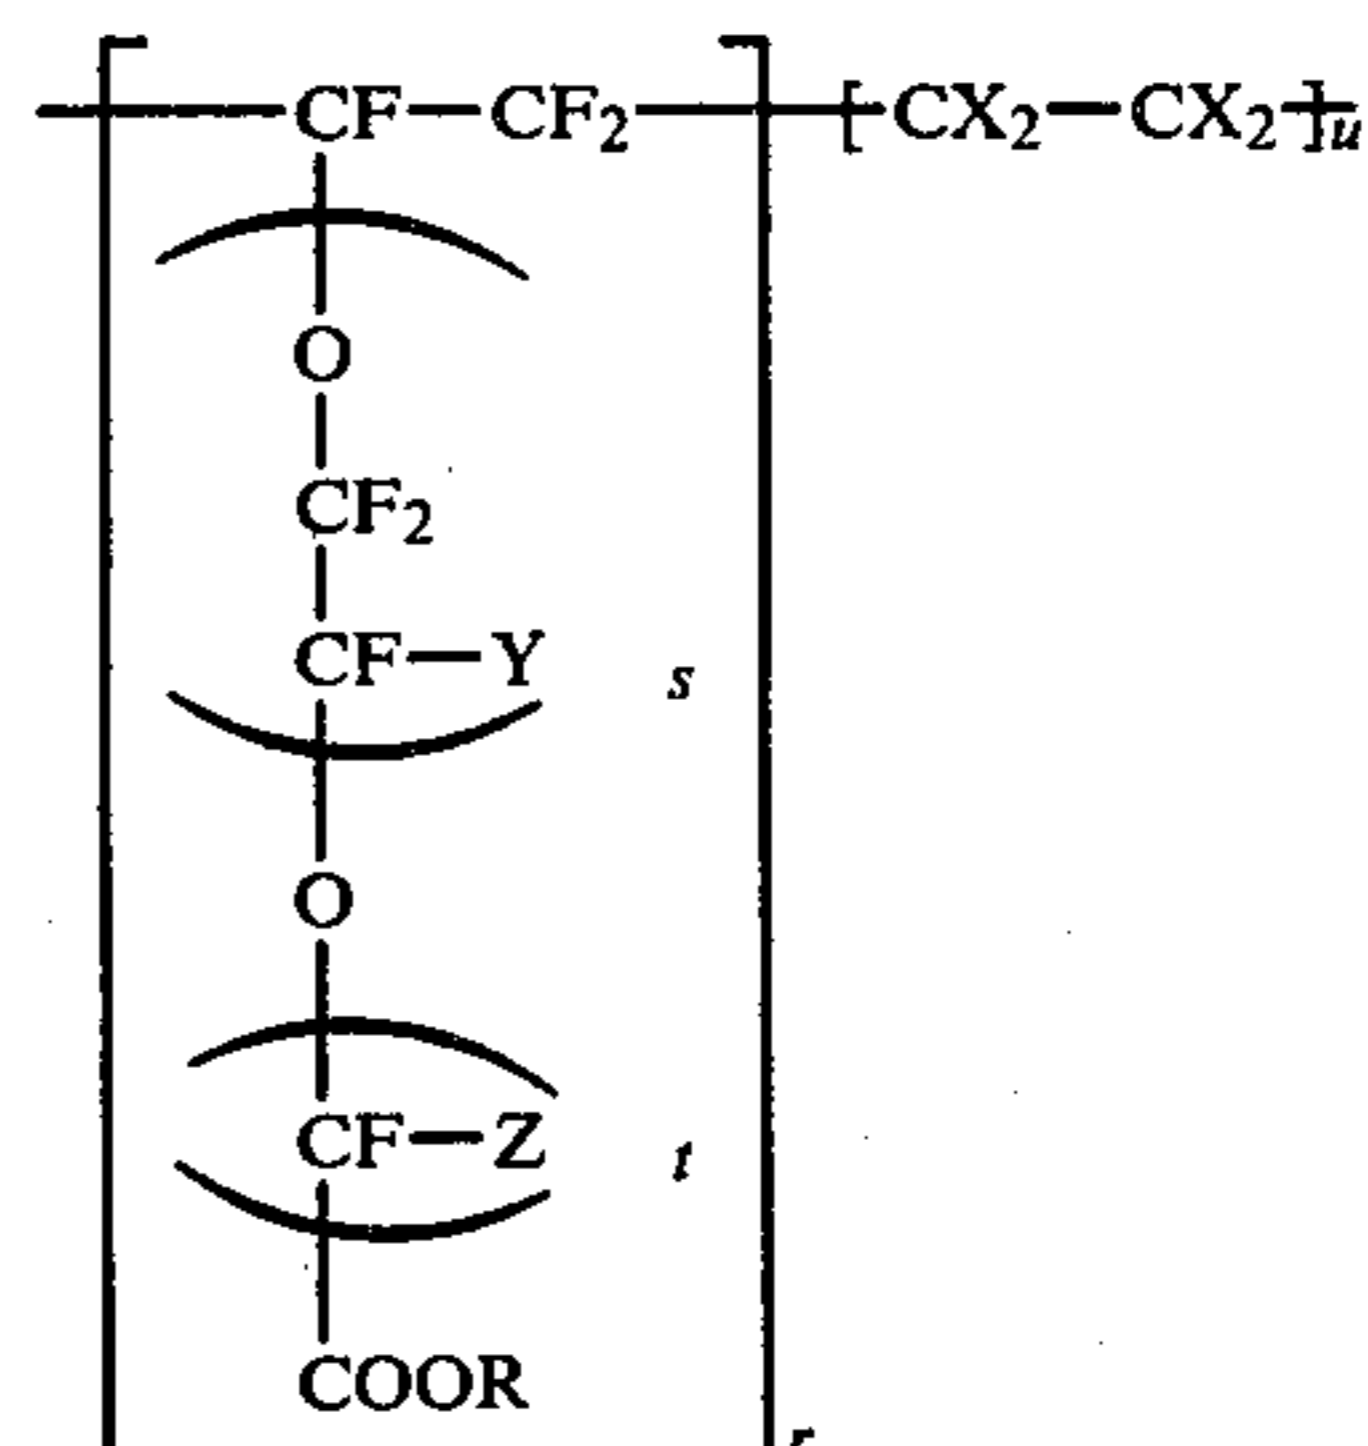 CF—CF₂ [CX₂—CX₂]u
O
CF₂
CF—Y s
O
CF—Z t
COOR